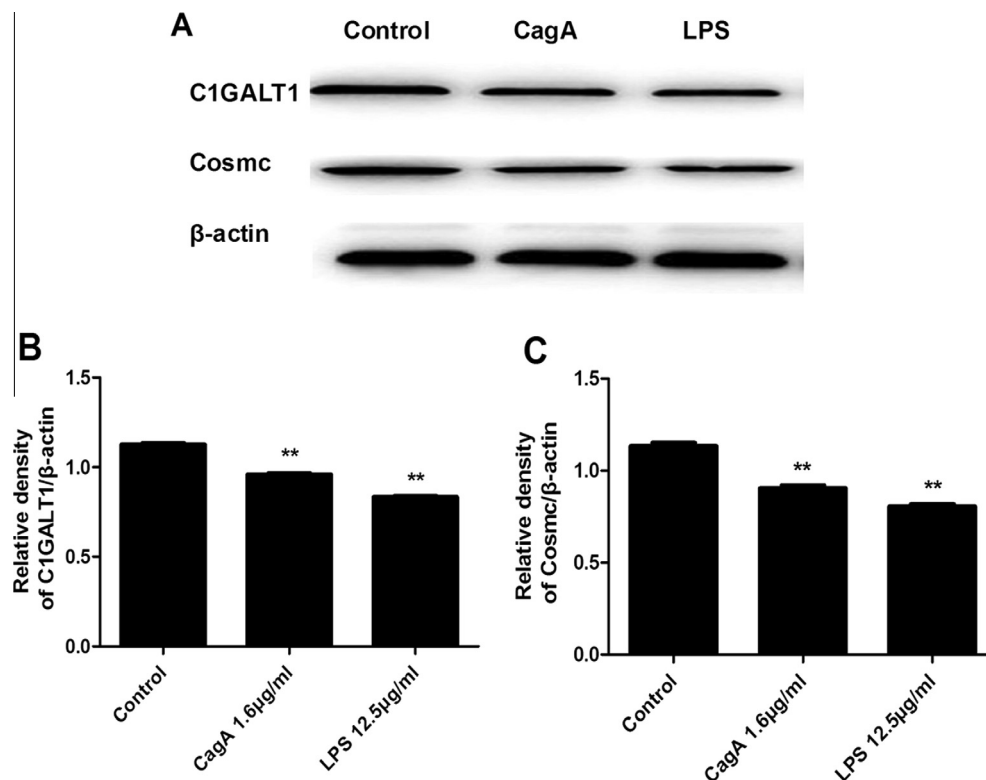 A
Control CagA LPS
C1GALT1
Cosmc
β-actin
B
Relative density
of C1GALT1/β-actin
1.5
1.0
0.5
0.0
** **
Control
CagA 1.6μg/ml
LPS 12.5μg/ml
C
Relative density
of Cosmc/β-actin
1.5
1.0
0.5
0.0
** **
Control
CagA 1.6μg/ml
LPS 12.5μg/ml